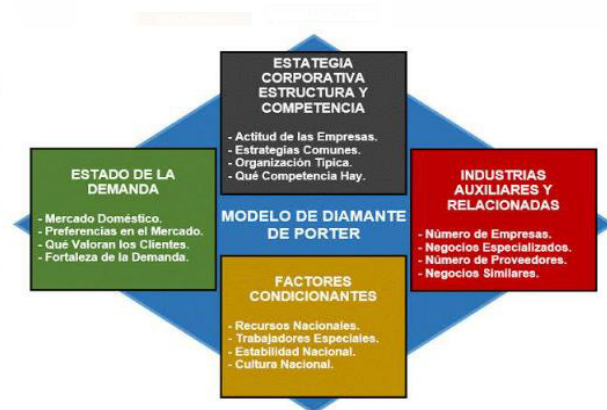 ESTATEGIA
CORPORATIVA
ESTRUCTURA Y
COMPETENCIA
- Actitud de las Empresas.
- Estrategias Comunes.
- Organización Tipica.
- Qué Competencia Hay.
ESTADO DE LA
DEMANDA
- Mercado Doméstico.
- Preferencias en el Mercado.
- Qué Valoran los Clientes.
- Fortaleza de la Demanda.
MODELO DE DIAMANTE
DE PORTER
INDUSTRIAS
AUXILIARES Y
RELACIONADAS
- Número de Empresas.
- Negocios Especializados.
- Número de Proveedores.
- Negocios Similares.
FACTORES
CONDICIONANTES
- Recursos Nacionales.
- Trabajadores Especiales.
- Estabilidad Nacional.
- Cultura Nacional.